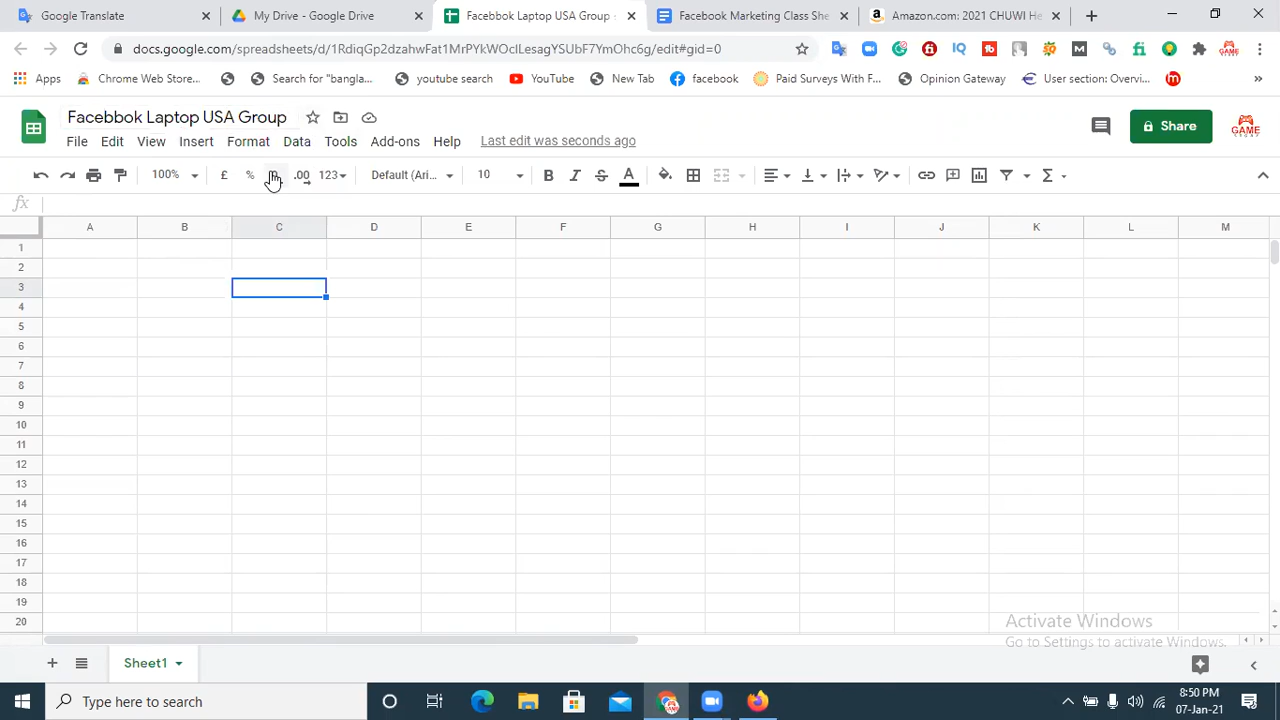 Google Translate
My Drive - Google Drive
Facebbok Laptop USA Group -
Facebook Marketing Class She
Amazon.com: 2021 CHUWI He
docs.google.com/spreadsheets/d/1RdiqGp2dzahwFat1MrPYkWOclLesagYSUbF7YmOhc6g/edit#gid=0
Apps
Chrome Web Store...
Search for "bangla...
youtube search
YouTube
New Tab
facebook
Paid Surveys With F...
Opinion Gateway
User section: Overvi...
»
Facebbok Laptop USA Group
Share
File Edit View Insert Format Data Tools Add-ons Help Last edit was seconds ago
100% £ % .00 123 Default (Ari... 10 B I S A
fx
A B C D E F G H I J K L M
1
2
3
4
5
6
7
8
9
10
11
12
13
14
15
16
17
18
19
20
Activate Windows
Go to Settings to activate Windows.
Sheet1
Type here to search
8:50 PM
07-Jan-21